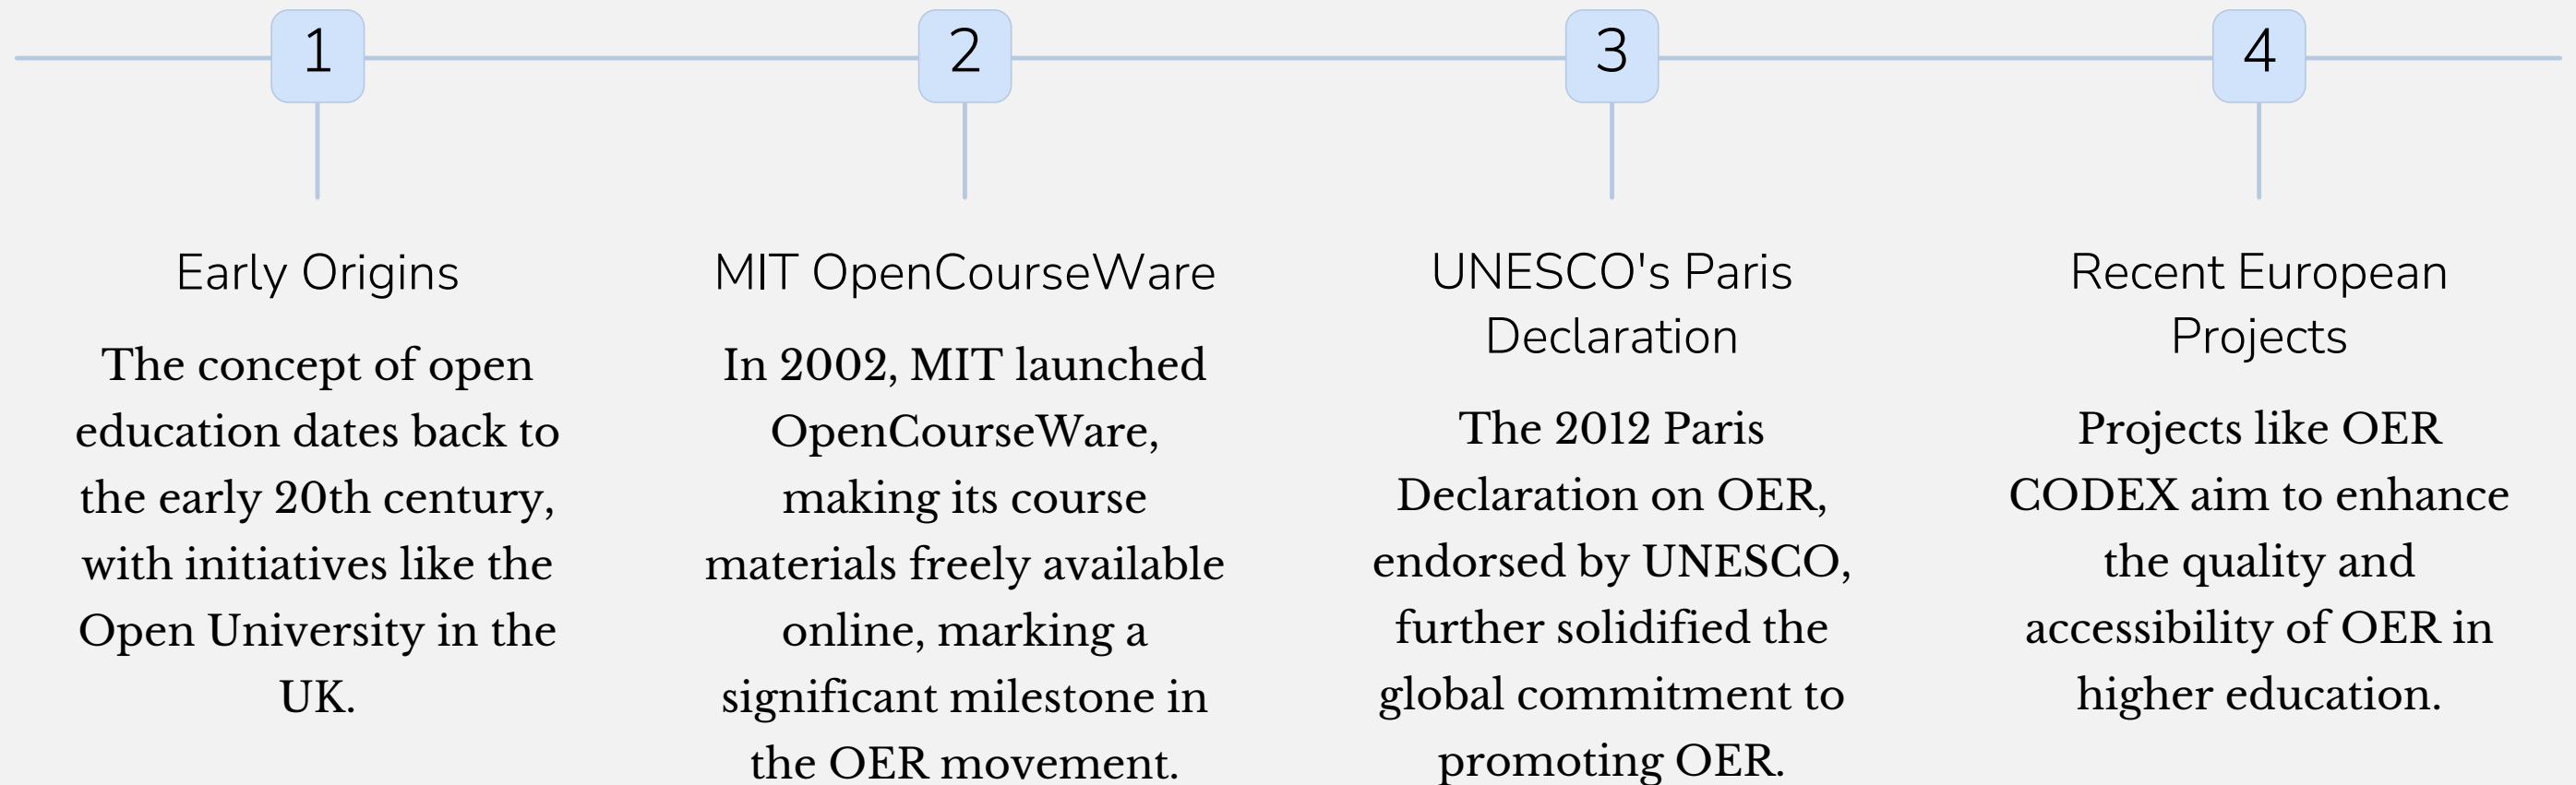 1
Early Origins
The concept of open
education dates back to
the early 20th century,
with initiatives like the
Open University in the
UK.
2
MIT OpenCourseWare
In 2002, MIT launched
OpenCourseWare,
making its course
materials freely available
online, marking a
significant milestone in
the OER movement.
3
UNESCO's Paris
Declaration
The 2012 Paris
Declaration on OER,
endorsed by UNESCO,
further solidified the
global commitment to
promoting OER.
4
Recent European
Projects
Projects like OER
CODEX aim to enhance
the quality and
accessibility of OER in
higher education.